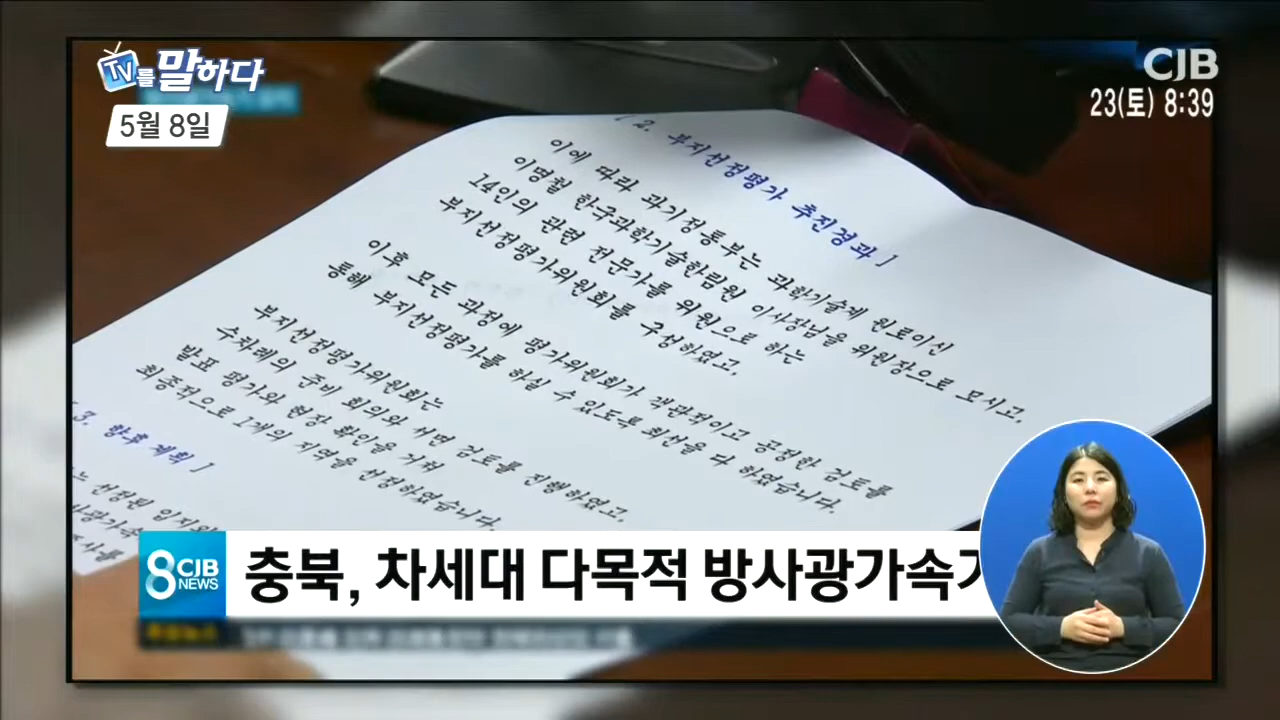 TV를 말하다
5월 8일
CJB
23(토) 8:39
[ 2. 부지선정평가 추진경과 ]
이에 따라 과기정통부는 과학기술계 원로이신
이명철 한국과학기술한림원 이사장님을 위원장으로 모시고,
14인의 관련 전문가를 위원으로 하는
부지선정평가위원회를 구성하였고,
이후 모든 과정에 평가위원회가 객관적이고 공정한 검토를
통해 부지선정평가를 하실 수 있도록 최선을 다 하였습니다.
부지선정평가위원회는
수차례의 준비 회의와 서면 검토를 진행하였고,
발표 평가와 현장 확인을 거쳐
최종적으로 1개의 지역을 선정하였습니다.
[ 3. 향후 계획 ]
는 선정된
8 CJB NEWS
충북, 차세대 다목적 방사광가속